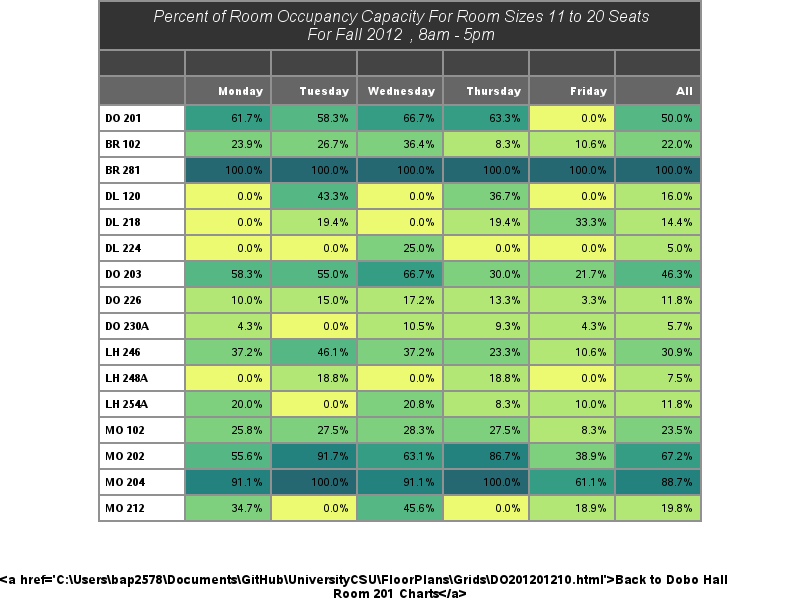 Percent of Room Occupancy Capacity For Room Sizes 11 to 20 Seats
For Fall 2012 , 8am - 5pm
Monday Tuesday Wednesday Thursday Friday All
DO 201 61.7% 58.3% 66.7% 63.3% 0.0% 50.0%
BR 102 23.9% 26.7% 36.4% 8.3% 10.6% 22.0%
BR 281 100.0% 100.0% 100.0% 100.0% 100.0% 100.0%
DL 120 0.0% 43.3% 0.0% 36.7% 0.0% 16.0%
DL 218 0.0% 19.4% 0.0% 19.4% 33.3% 14.4%
DL 224 0.0% 0.0% 25.0% 0.0% 0.0% 5.0%
DO 203 58.3% 55.0% 66.7% 30.0% 21.7% 46.3%
DO 226 10.0% 15.0% 17.2% 13.3% 3.3% 11.8%
DO 230A 4.3% 0.0% 10.5% 9.3% 4.3% 5.7%
LH 246 37.2% 46.1% 37.2% 23.3% 10.6% 30.9%
LH 248A 0.0% 18.8% 0.0% 18.8% 0.0% 7.5%
LH 254A 20.0% 0.0% 20.8% 8.3% 10.0% 11.8%
MO 102 25.8% 27.5% 28.3% 27.5% 8.3% 23.5%
MO 202 55.6% 91.7% 63.1% 86.7% 38.9% 67.2%
MO 204 91.1% 100.0% 91.1% 100.0% 61.1% 88.7%
MO 212 34.7% 0.0% 45.6% 0.0% 18.9% 19.8%
<a href='C:\Users\bap2578\Documents\GitHub\UniversityCSU\FloorPlans\Grids\DO201201210.html'>Back to Dobo Hall
Room 201 Charts</a>